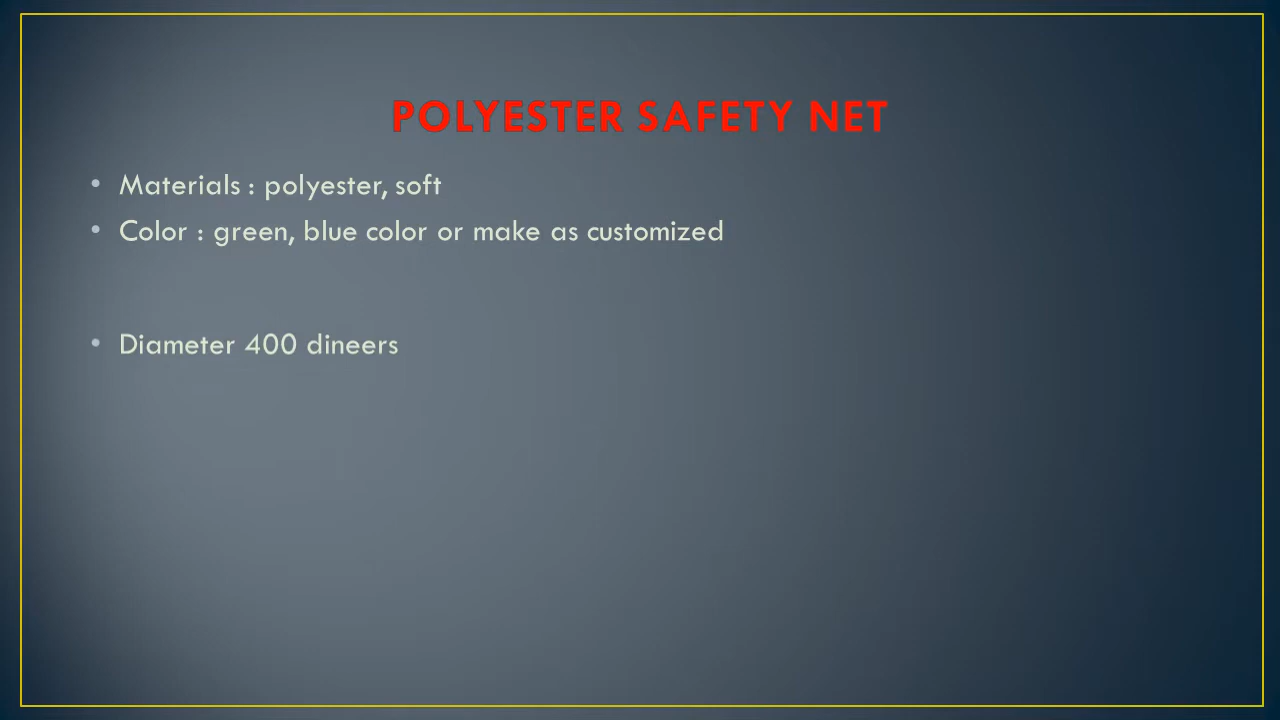 POLYESTER SAFETY NET
• Materials : polyester, soft
• Color : green, blue color or make as customized
• Diameter 400 dineers